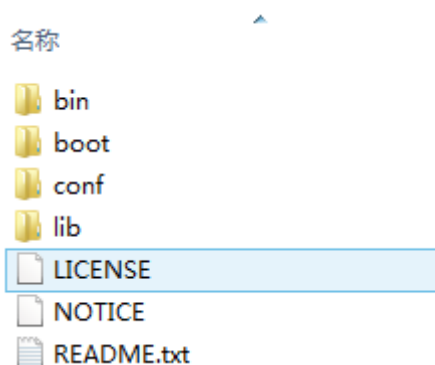 名称
bin
boot
conf
lib
LICENSE
NOTICE
README.txt